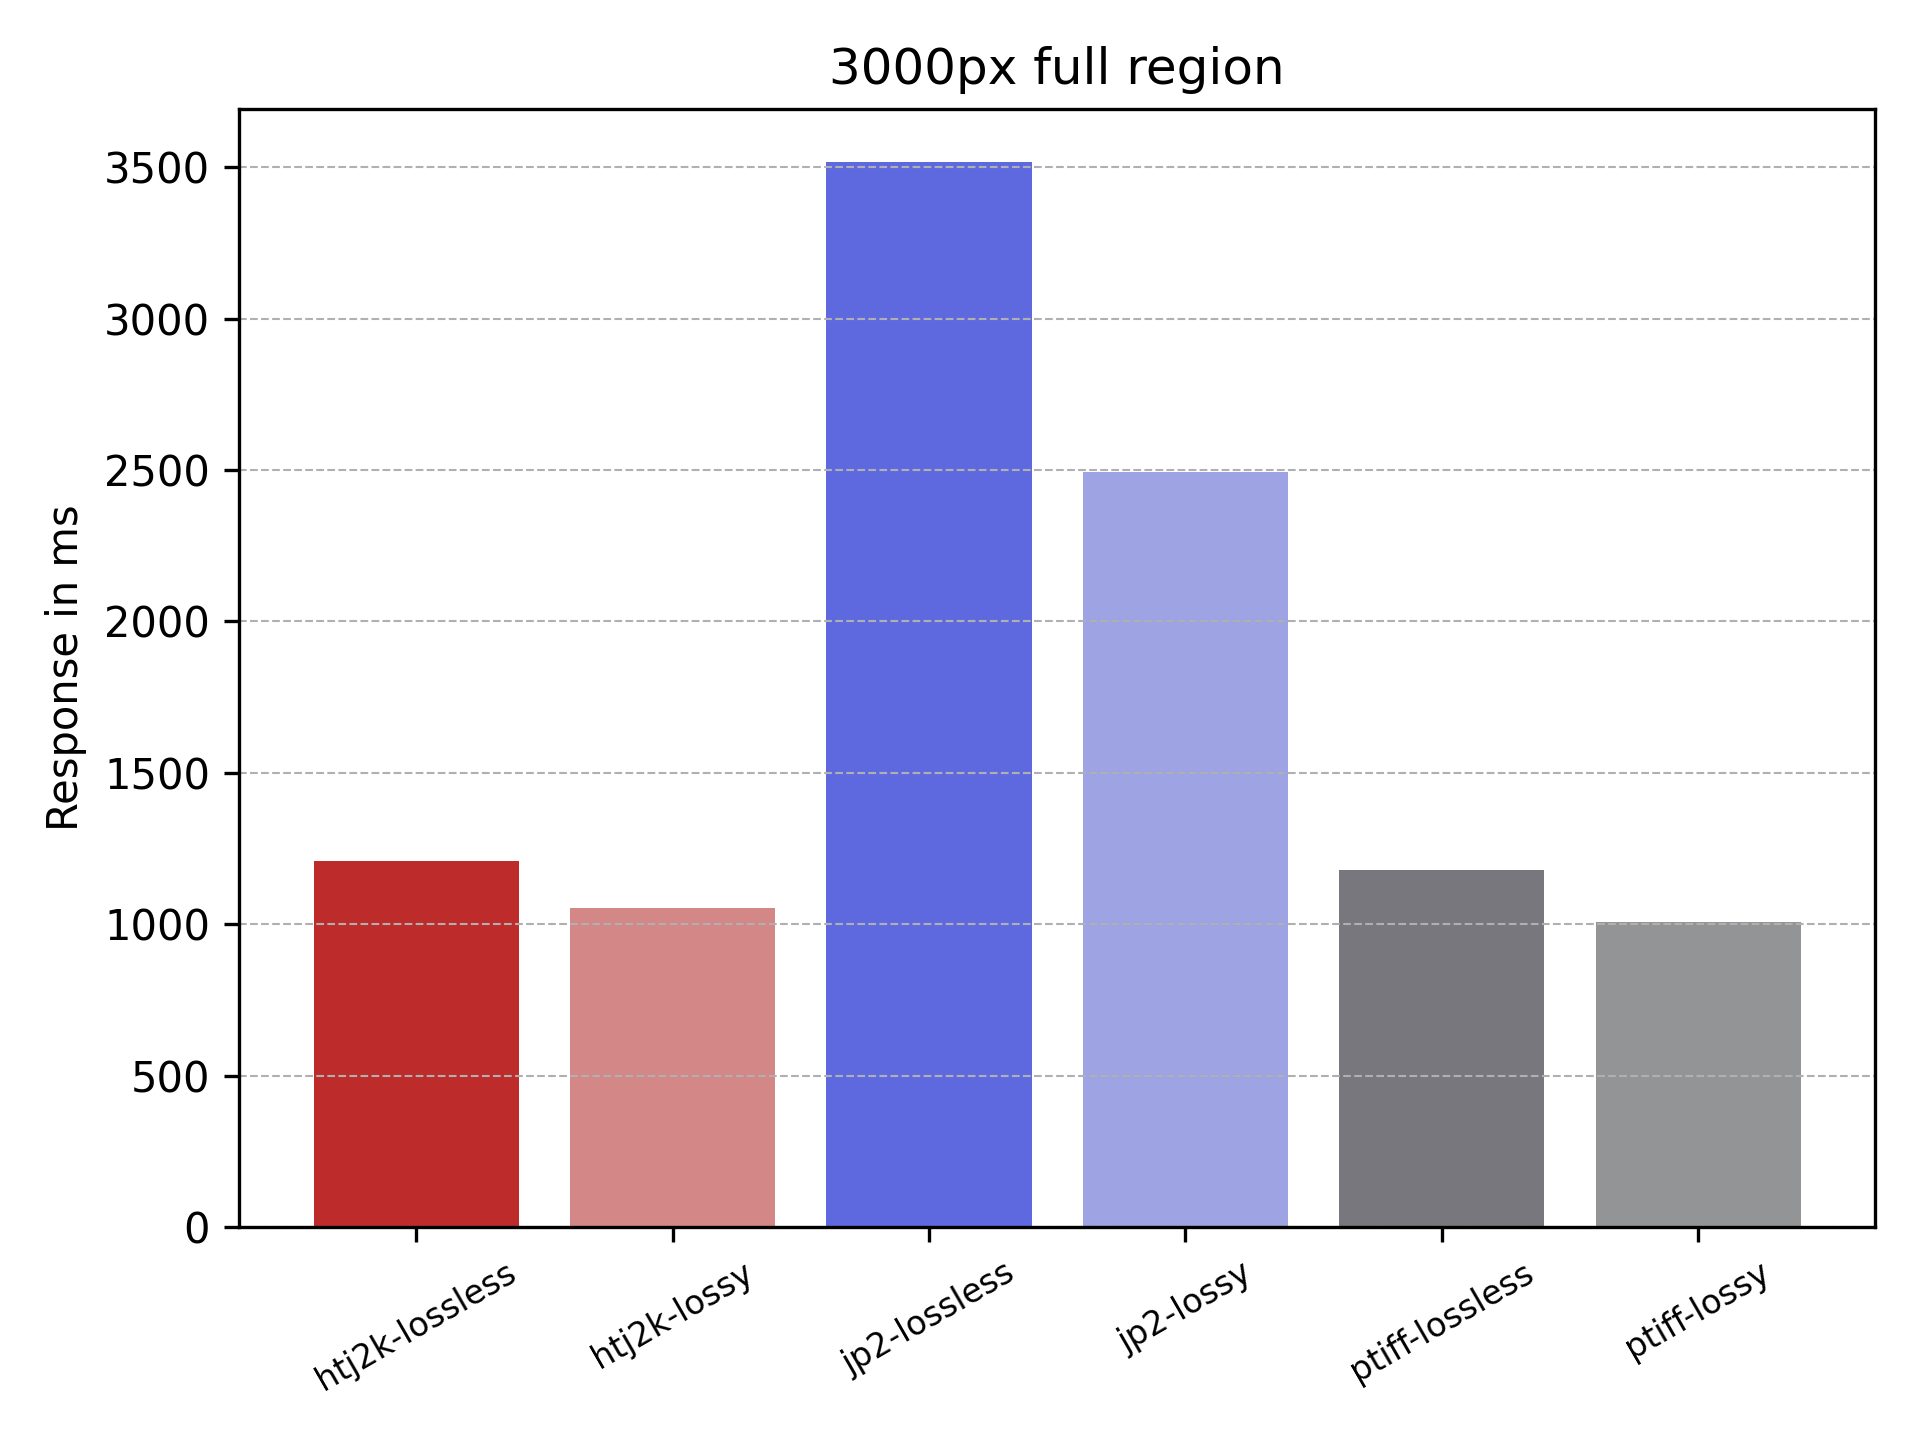 3000px full region
Response in ms
3500
3000
2500
2000
1500
1000
500
0
htj2k-lossless
htj2k-lossy
jp2-lossless
jp2-lossy
ptiff-lossless
ptiff-lossy